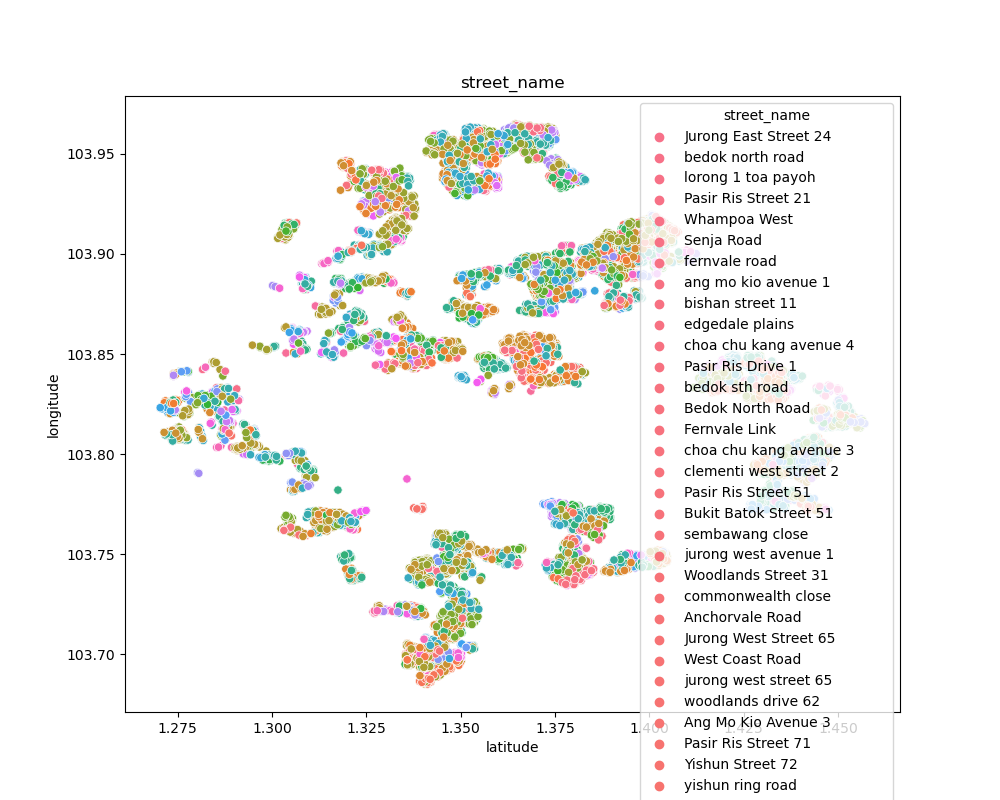 street_name
longitude
103.95
103.90
103.85
103.80
103.75
103.70
1.275
1.300
1.325
1.350
1.375
1.400
1.425
1.450
latitude
street_name
Jurong East Street 24
bedok north road
lorong 1 toa payoh
Pasir Ris Street 21
Whampoa West
Senja Road
fernvale road
ang mo kio avenue 1
bishan street 11
edgedale plains
choa chu kang avenue 4
Pasir Ris Drive 1
bedok sth road
Bedok North Road
Fernvale Link
choa chu kang avenue 3
clementi west street 2
Pasir Ris Street 51
Bukit Batok Street 51
sembawang close
jurong west avenue 1
Woodlands Street 31
commonwealth close
Anchorvale Road
Jurong West Street 65
West Coast Road
jurong west street 65
woodlands drive 62
Ang Mo Kio Avenue 3
Pasir Ris Street 71
Yishun Street 72
yishun ring road